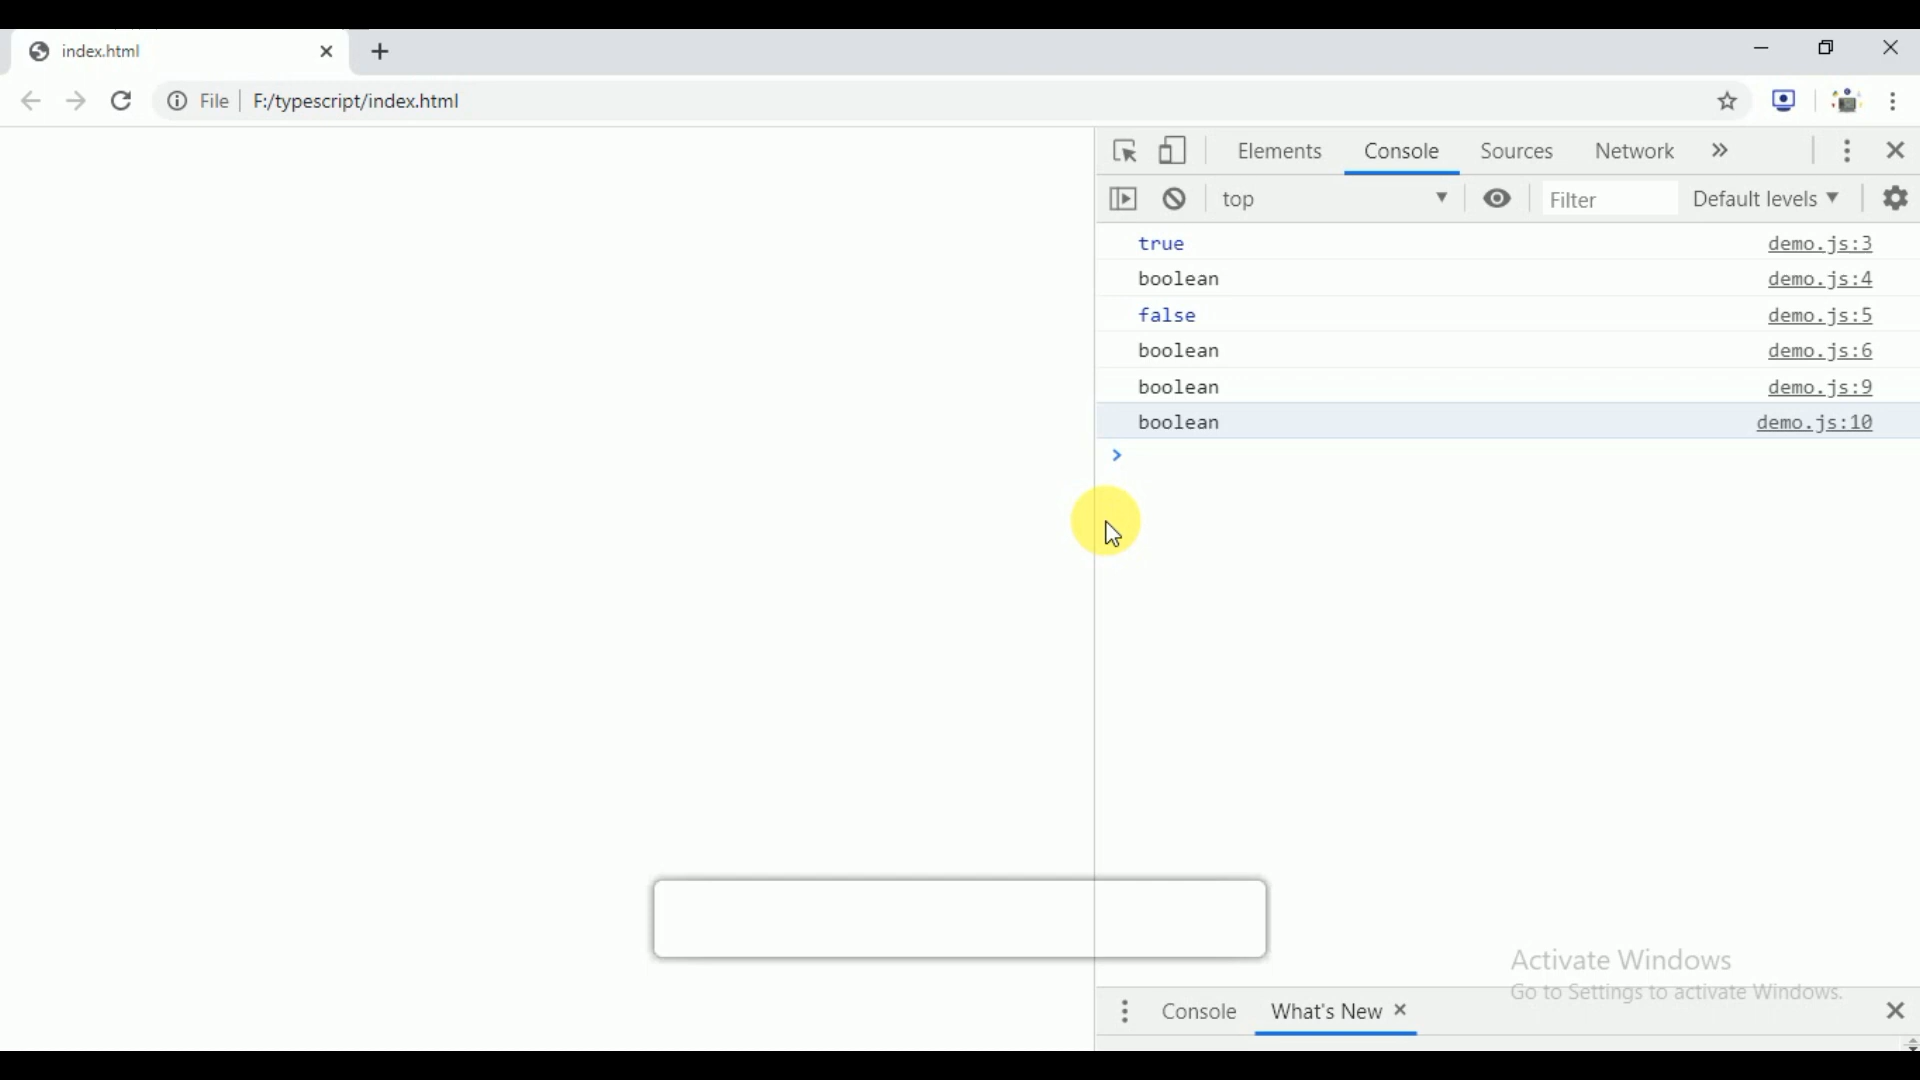 index.html
File F:/typescript/index.html
Elements Console Sources Network
top Filter Default levels
true demo.js:3
boolean demo.js:4
false demo.js:5
boolean demo.js:6
boolean demo.js:9
boolean demo.js:10
Activate Windows
Go to Settings to activate Windows.
Console What's New